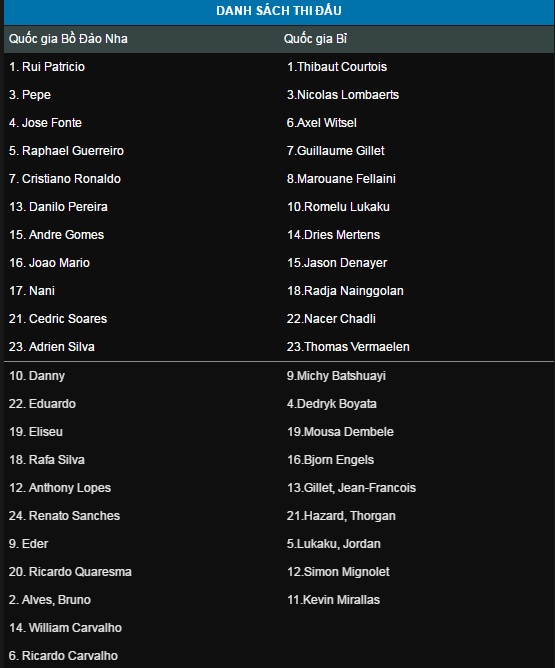 DANH SÁCH THI ĐẤU
Quốc gia Bồ Đào Nha Quốc gia Bỉ
1. Rui Patricio 1.Thibaut Courtois
3. Pepe 3.Nicolas Lombaerts
4. Jose Fonte 6.Axel Witsel
5. Raphael Guerreiro 7.Guillaume Gillet
7. Cristiano Ronaldo 8.Marouane Fellaini
13. Danilo Pereira 10.Romelu Lukaku
15. Andre Gomes 14.Dries Mertens
16. Joao Mario 15.Jason Denayer
17. Nani 18.Radja Nainggolan
21. Cedric Soares 22.Nacer Chadli
23. Adrien Silva 23.Thomas Vermaelen
10. Danny 9.Michy Batshuayi
22. Eduardo 4.Dedryk Boyata
19. Eliseu 19.Mousa Dembele
18. Rafa Silva 16.Bjorn Engels
12. Anthony Lopes 13.Gillet, Jean-Francois
24. Renato Sanches 21.Hazard, Thorgan
9. Eder 5.Lukaku, Jordan
20. Ricardo Quaresma 12.Simon Mignolet
2. Alves, Bruno 11.Kevin Mirallas
14. William Carvalho
6. Ricardo Carvalho